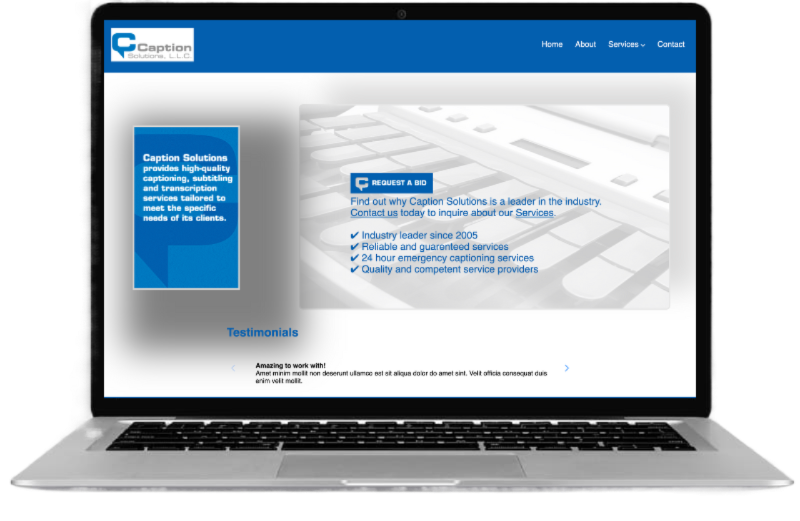 Caption
Solutions, L.L.C.
Home About Services Contact
Caption Solutions
provides high-quality
captioning, subtitling
and transcription
services tailored to
meet the specific
needs of its clients.
REQUEST A BID
Find out why Caption Solutions is a leader in the industry.
Contact us today to inquire about our Services.
✔ Industry leader since 2005
✔ Reliable and guarenteed services
✔ 24 hour emergency captioning services
✔ Quality and competent service providers
Testimonials
Amazing to work with!
Amet minim mollit non deserunt ullamco est sit aliqua dolor do amet sint. Velit officia consequat duis
enim velit mollit.